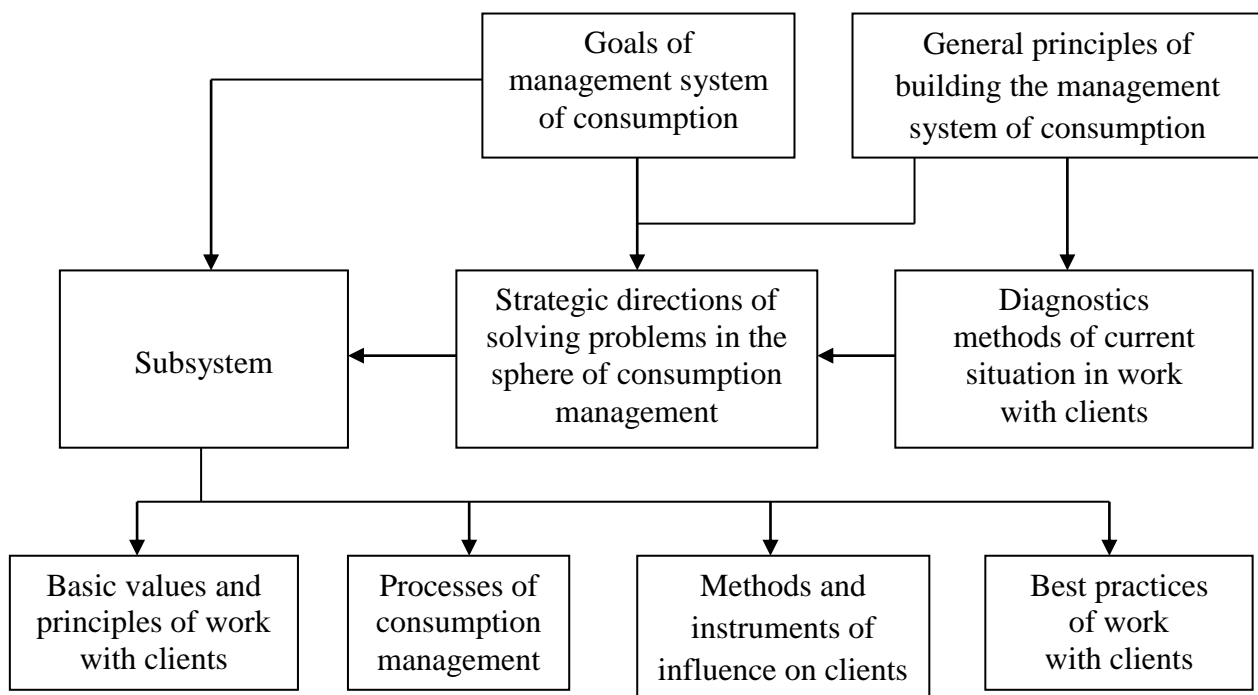 Goals of
management system
of consumption
General principles of
building the management
system of consumption
Subsystem
Strategic directions of
solving problems in the
sphere of consumption
management
Diagnostics
methods of current
situation in work
with clients
Basic values and
principles of work
with clients
Processes of
consumption
management
Methods and
instruments of
influence on clients
Best practices
of work
with clients